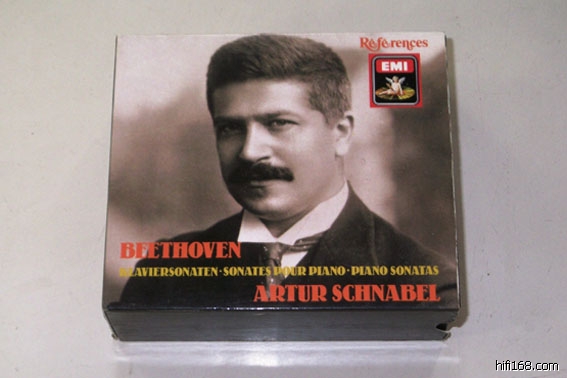 Références
EMI
BEETHOVEN
KLAVIERSONATEN · SONATES POUR PIANO · PIANO SONATAS
ARTUR SCHNABEL
hifi168.com